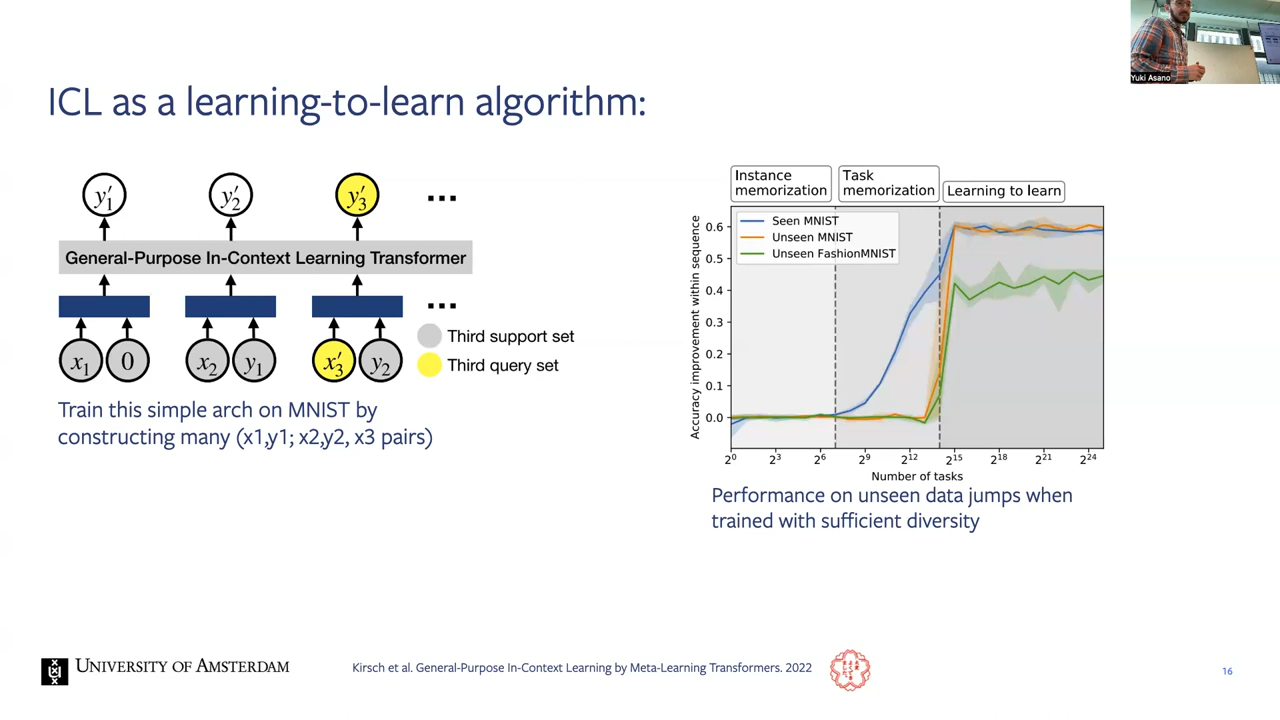 Yuki Asano
ICL as a learning-to-learn algorithm:
y′1 y′2 y′3 ...
General-Purpose In-Context Learning Transformer
...
x1 0 x2 y1 x′3 y2
Third support set
Third query set
Train this simple arch on MNIST by
constructing many (x1,y1; x2,y2, x3 pairs)
Instance
memorization
Task
memorization
Learning to learn
Seen MNIST
Unseen MNIST
Unseen FashionMNIST
Accuracy improvement within sequence
0.6
0.5
0.4
0.3
0.2
0.1
0.0
2^0 2^3 2^6 2^9 2^12 2^15 2^18 2^21 2^24
Number of tasks
Performance on unseen data jumps when
trained with sufficient diversity
UNIVERSITY OF AMSTERDAM
Kirsch et al. General-Purpose In-Context Learning by Meta-Learning Transformers. 2022
16